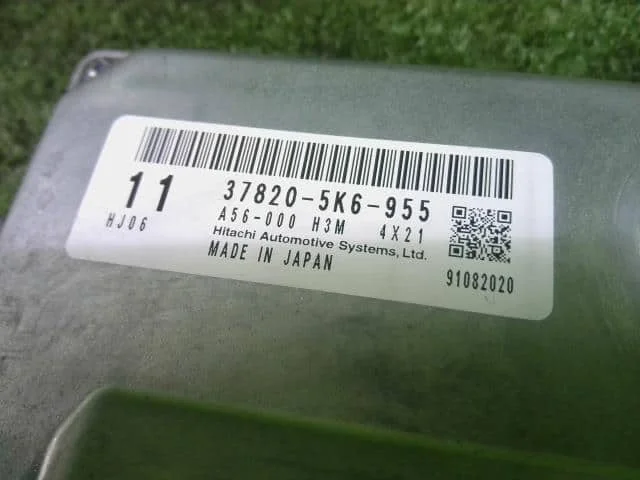 11 37820-5K6-955
HJ06 A56-000 H3M 4X21
Hitachi Automotive Systems, Ltd.
MADE IN JAPAN 91082020